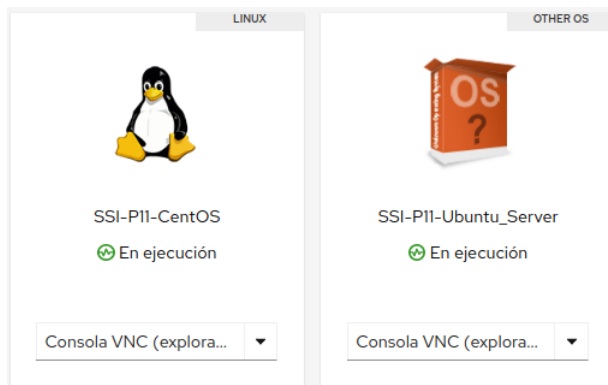 LINUX
OTHER OS
OS
?
SSI-P11-CentOS
SSI-P11-Ubuntu_Server
En ejecución
En ejecución
Consola VNC (explora...
Consola VNC (explora...